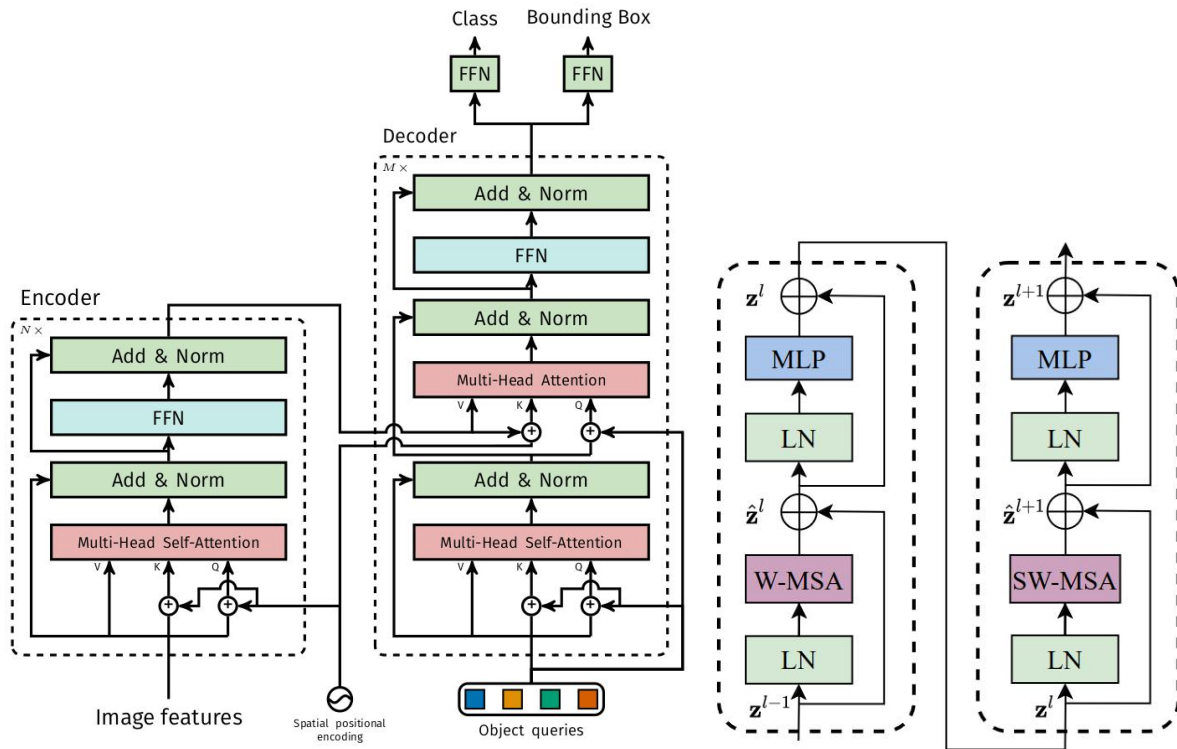 Class
Bounding Box
FFN
FFN
Decoder
M ×
Add & Norm
FFN
Add & Norm
Multi-Head Attention
V
K
Q
+
+
Add & Norm
Multi-Head Self-Attention
V
K
Q
+
+
Object queries
Encoder
N ×
Add & Norm
FFN
Add & Norm
Multi-Head Self-Attention
V
K
Q
+
+
Image features
Spatial positional
encoding
z^l
MLP
LN
ẑ^l
W-MSA
LN
z^{l-1}
z^{l+1}
MLP
LN
ẑ^{l+1}
SW-MSA
LN
z^l